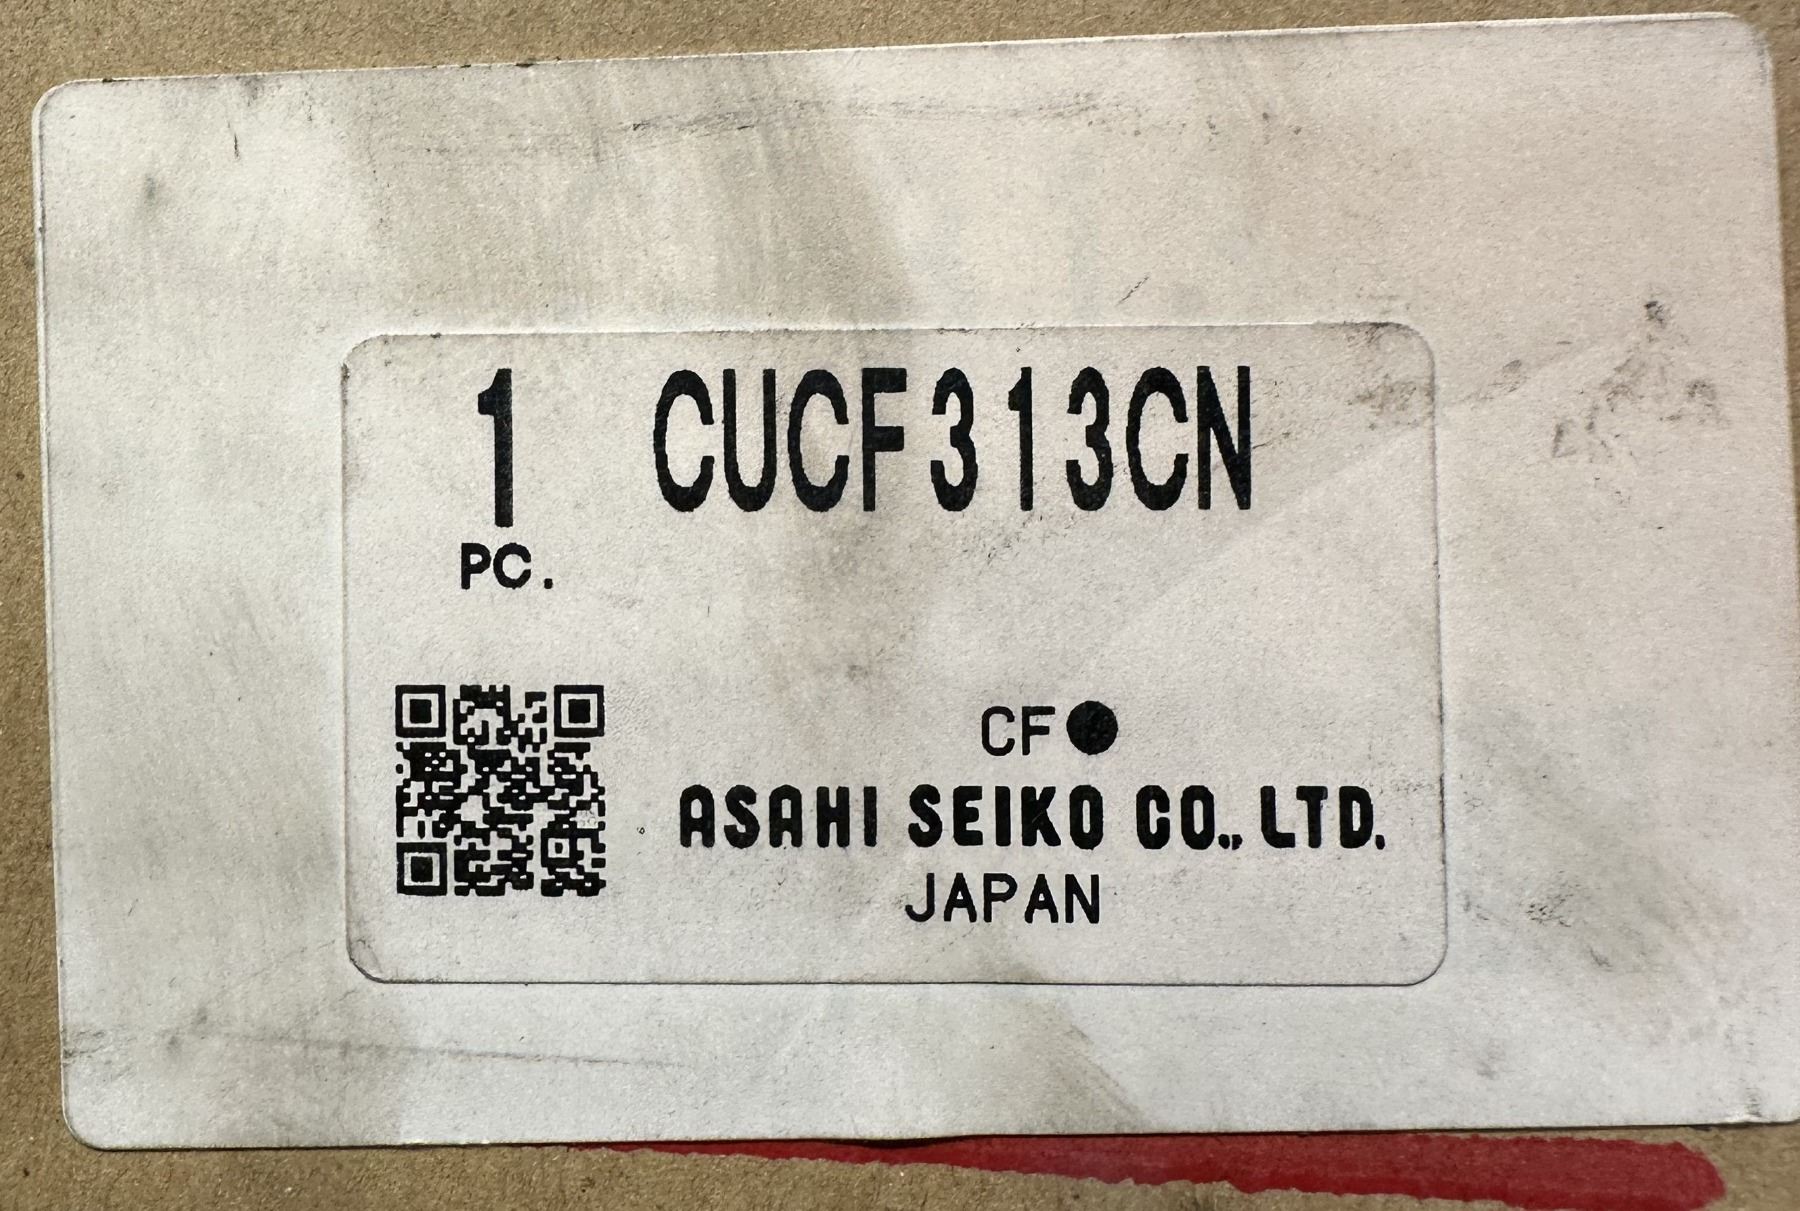 1 CUCF313CN
PC.
CF●
ASAHI SEIKO CO., LTD.
JAPAN